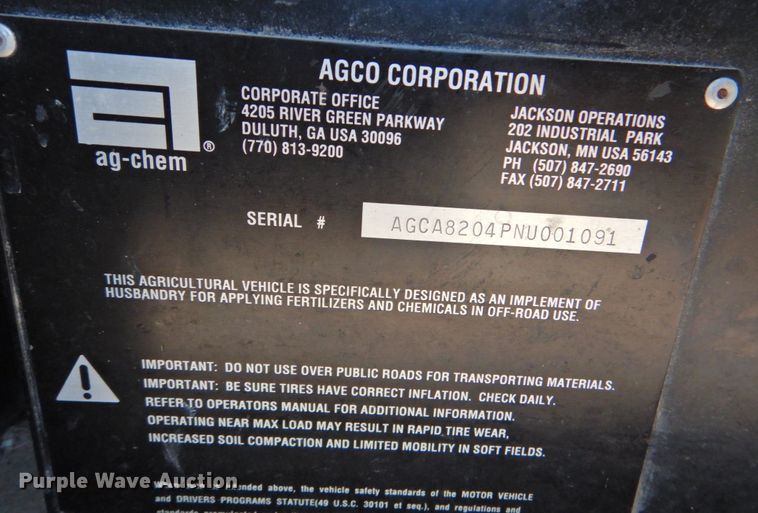 AGCO CORPORATION
CORPORATE OFFICE
4205 RIVER GREEN PARKWAY
DULUTH, GA USA 30096
(770) 813-9200
JACKSON OPERATIONS
202 INDUSTRIAL PARK
JACKSON, MN USA 56143
PH (507) 847-2690
FAX (507) 847-2711
ag-chem ®
SERIAL # AGCA8204PNU001091
THIS AGRICULTURAL VEHICLE IS SPECIFICALLY DESIGNED AS AN IMPLEMENT OF
HUSBANDRY FOR APPLYING FERTILIZERS AND CHEMICALS IN OFF-ROAD USE.
IMPORTANT: DO NOT USE OVER PUBLIC ROADS FOR TRANSPORTING MATERIALS.
IMPORTANT: BE SURE TIRES HAVE CORRECT INFLATION. CHECK DAILY.
REFER TO OPERATORS MANUAL FOR ADDITIONAL INFORMATION.
OPERATING NEAR MAX LOAD MAY RESULT IN RAPID TIRE WEAR,
INCREASED SOIL COMPACTION AND LIMITED MOBILITY IN SOFT FIELDS.
Purple Wave Auction
above, the vehicle safety standards of the MOTOR VEHICLE
and DRIVERS PROGRAMS STATUTE(49 U.S.C. 30101 et seq.), and regulations and